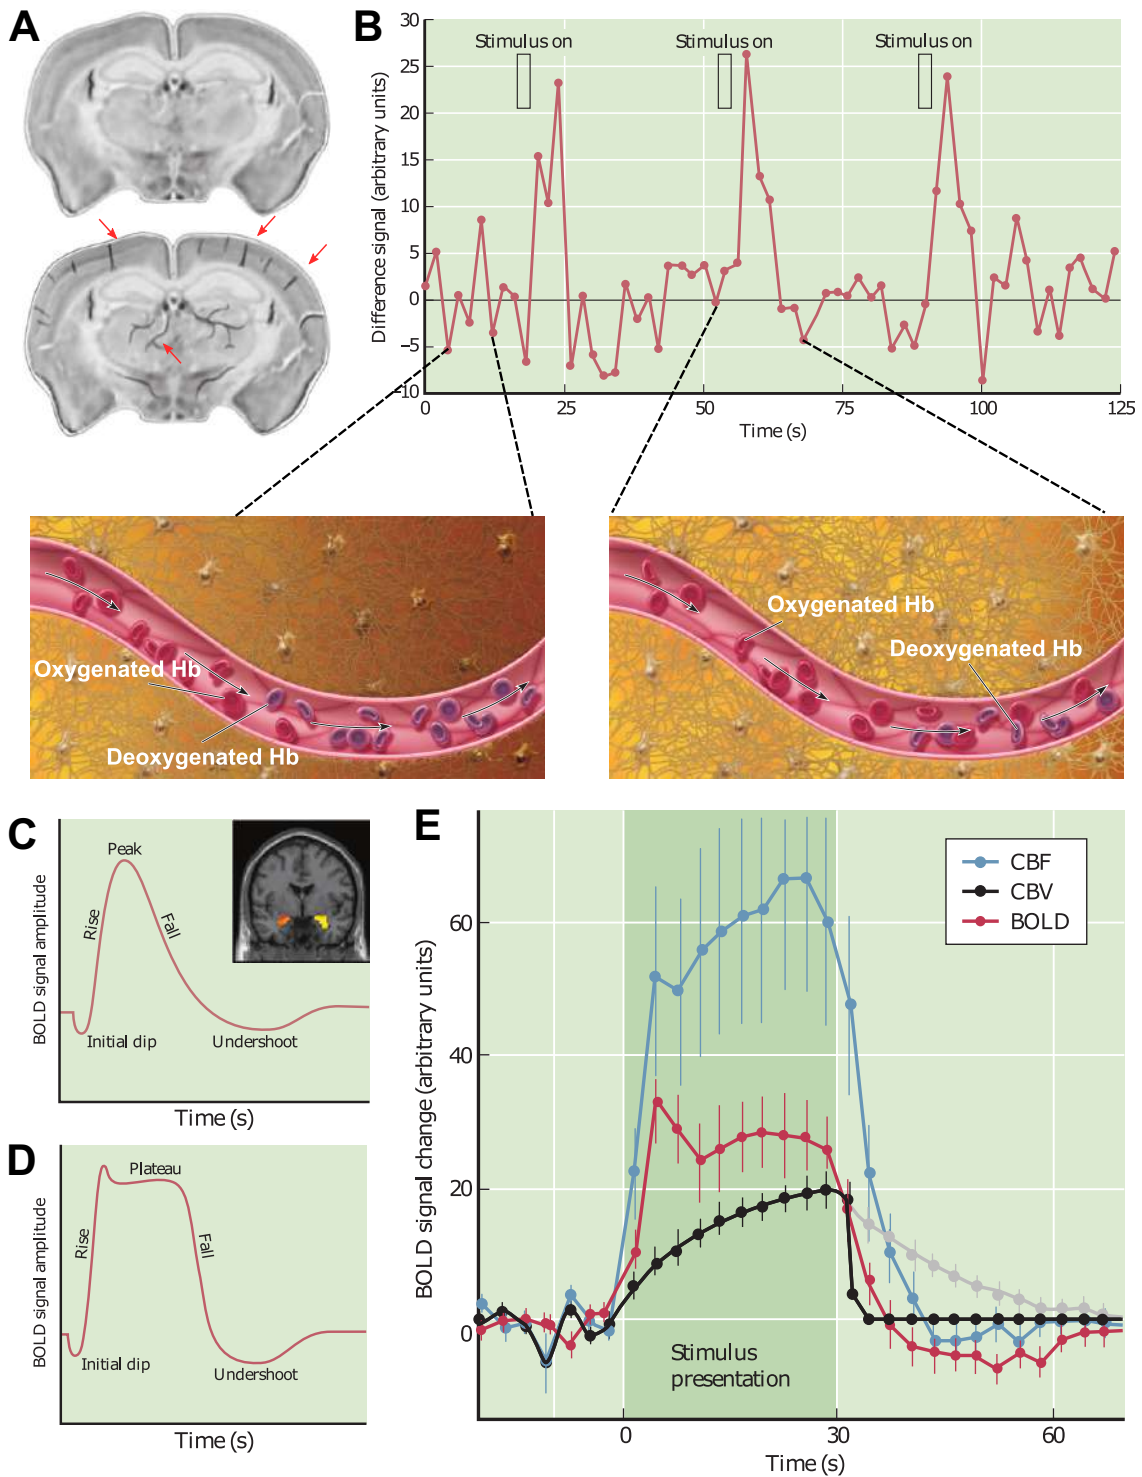 A
B
30
25
20
15
10
5
0
−5
−10
Difference signal (arbitrary units)
Stimulus on
Stimulus on
Stimulus on
0
25
50
75
100
125
Time (s)
Oxygenated Hb
Deoxygenated Hb
Oxygenated Hb
Deoxygenated Hb
C
BOLD signal amplitude
Peak
Rise
Fall
Initial dip
Undershoot
Time (s)
D
BOLD signal amplitude
Plateau
Rise
Fall
Initial dip
Undershoot
Time (s)
E
BOLD signal change (arbitrary units)
60
40
20
0
CBF
CBV
BOLD
Stimulus
presentation
0
30
60
Time (s)